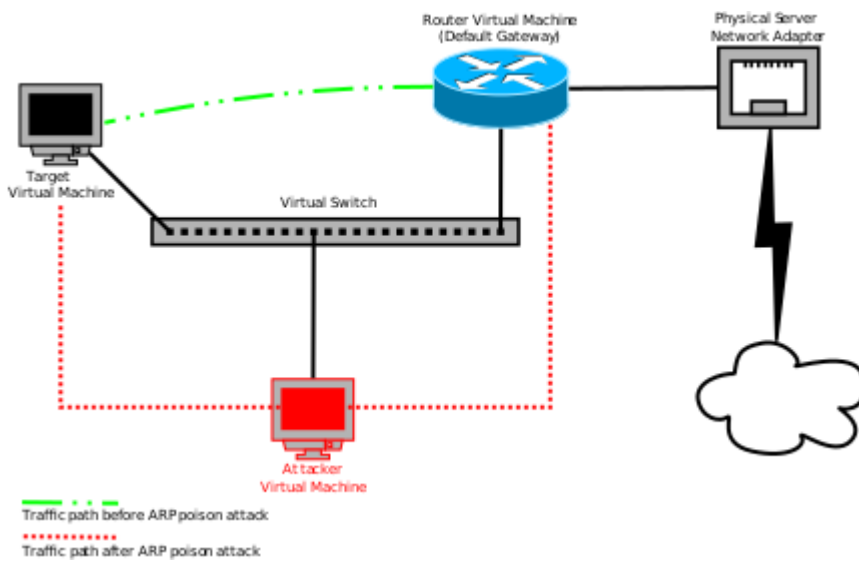 Router Virtual Machine
(Default Gateway)
Physical Server
Network Adapter
Target
Virtual Machine
Virtual Switch
Attacker
Virtual Machine
Traffic path before ARP poison attack
Traffic path after ARP poison attack